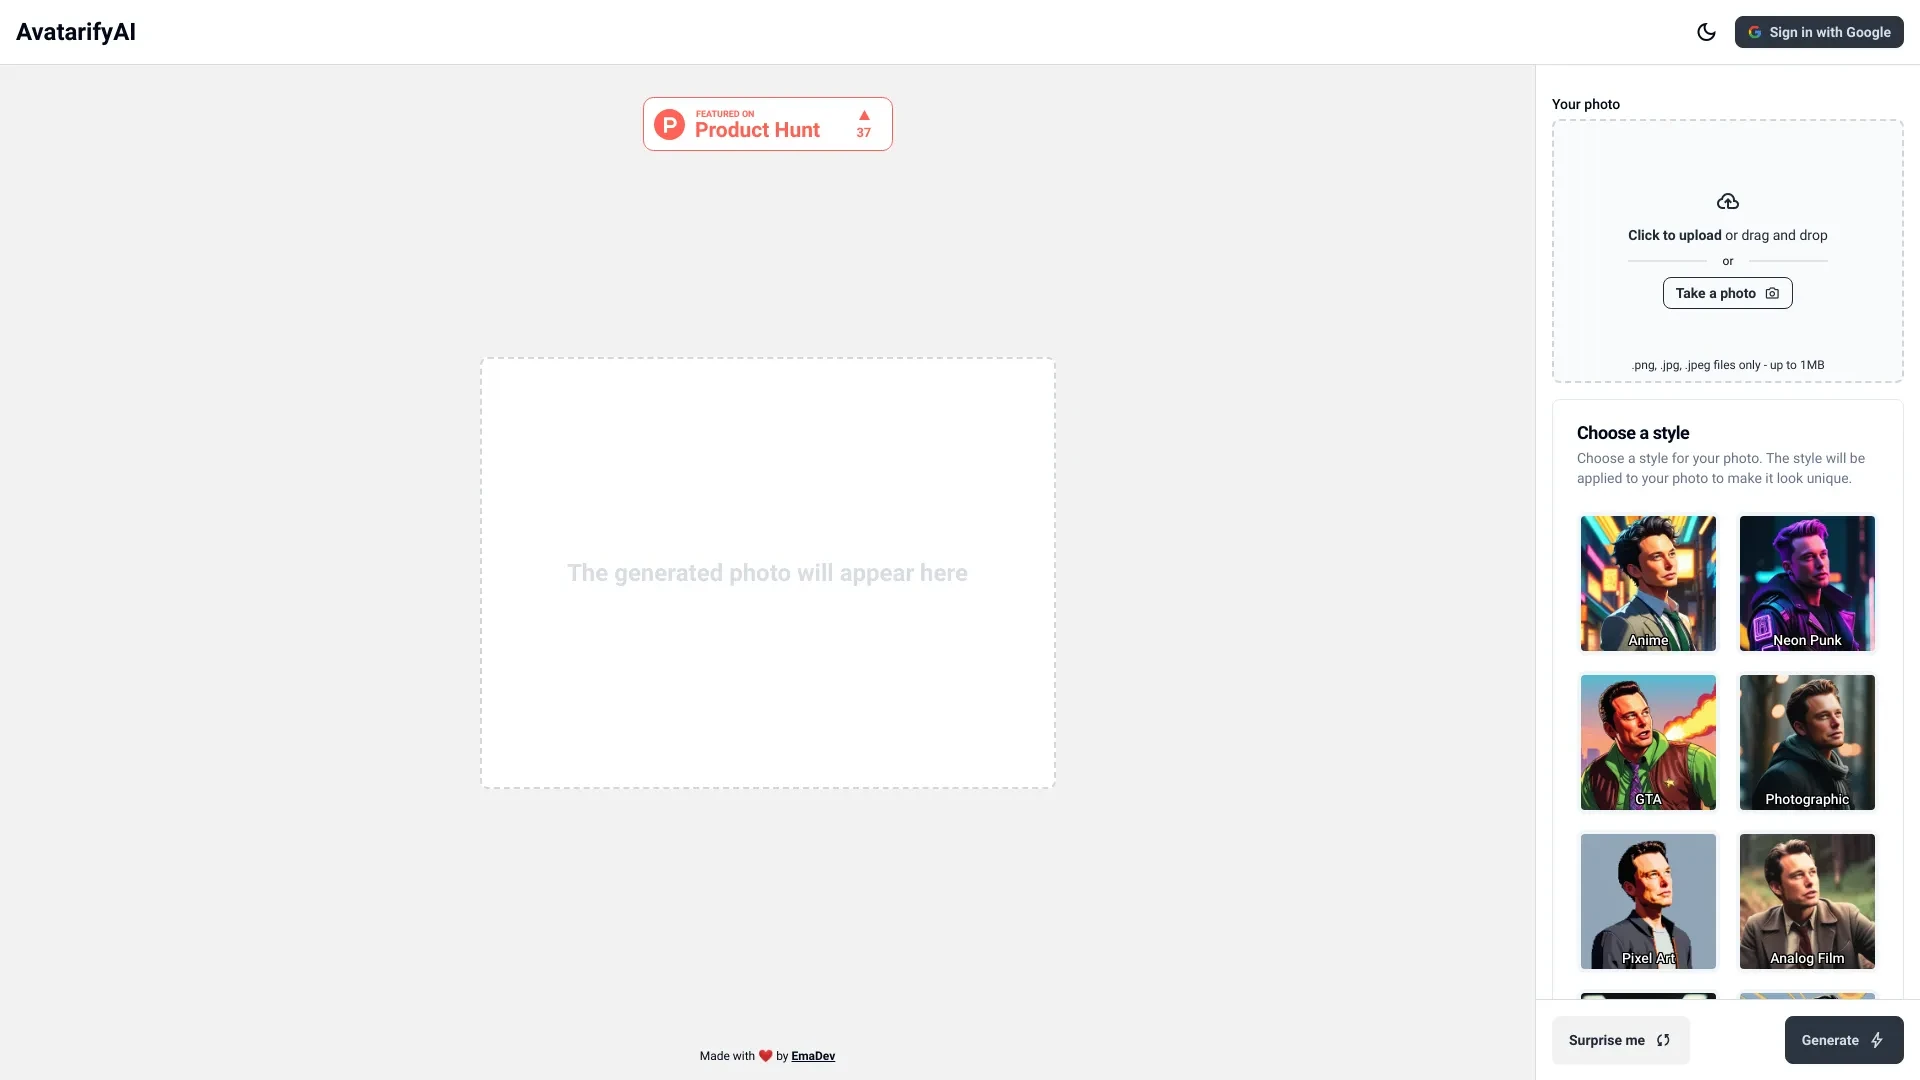 AvatarifyAI
Sign in with Google
FEATURED ON
Product Hunt
37
The generated photo will appear here
Made with ❤️ by EmaDev
Your photo
Click to upload or drag and drop
or
Take a photo
.png, .jpg, .jpeg files only - up to 1MB
Choose a style
Choose a style for your photo. The style will be
applied to your photo to make it look unique.
Anime
Neon Punk
GTA
Photographic
Pixel Art
Analog Film
Surprise me
Generate